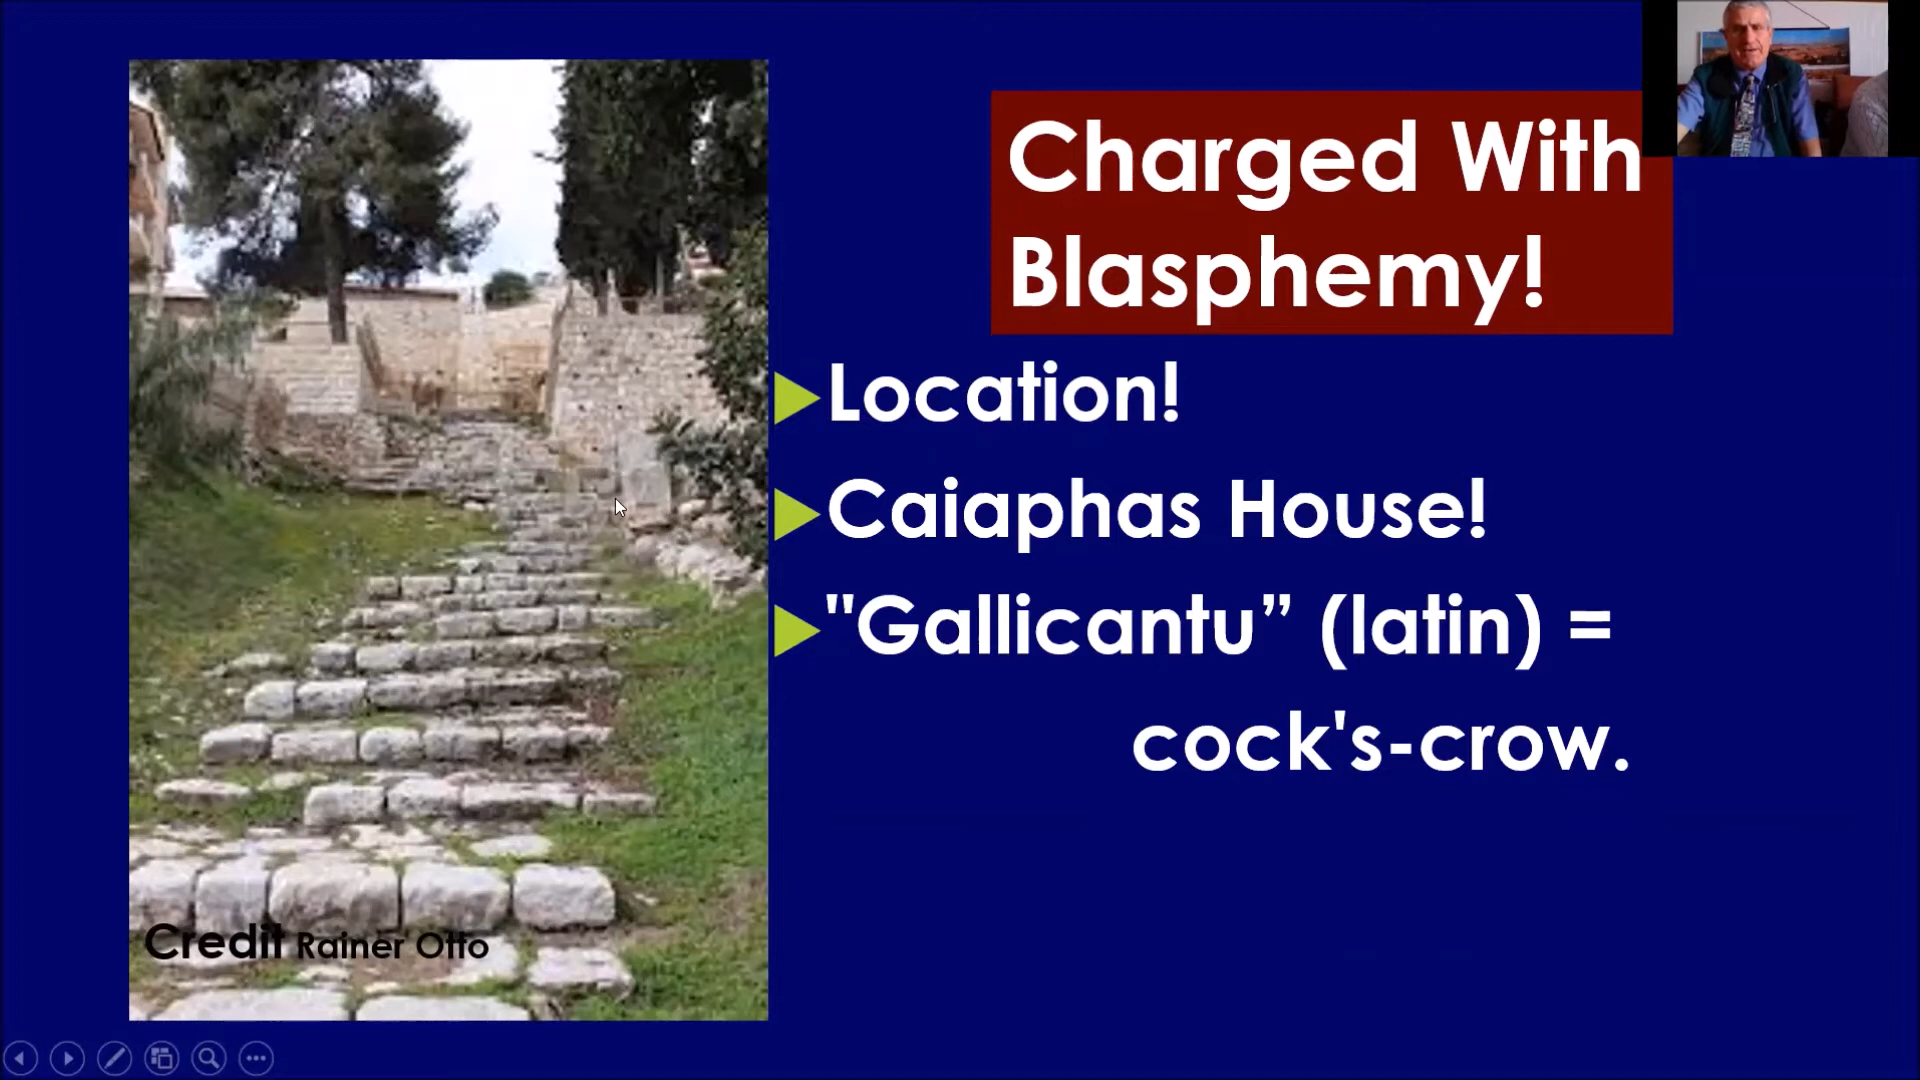 Charged With
Blasphemy!
Location!
Caiaphas House!
"Gallicantu” (latin) =
cock's-crow.
Credit Rainer Otto